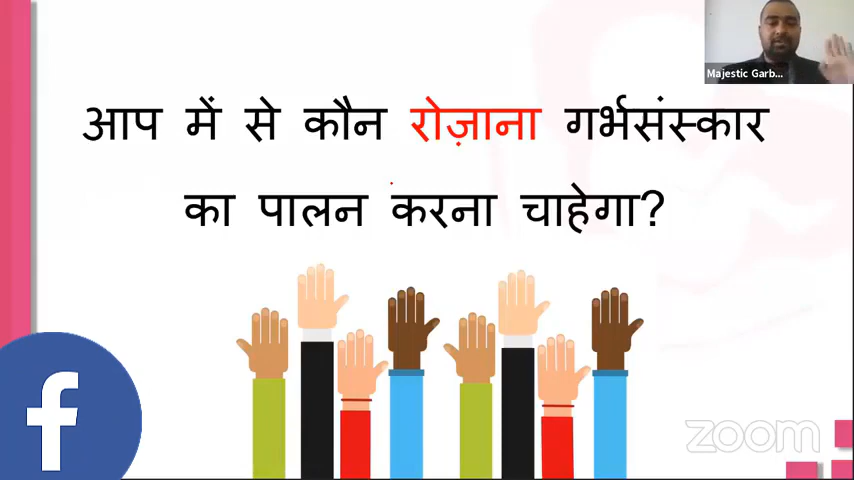 Majestic Garb...
आप में से कौन रोज़ाना गर्भसंस्कार
का पालन करना चाहेगा?
f
zoom